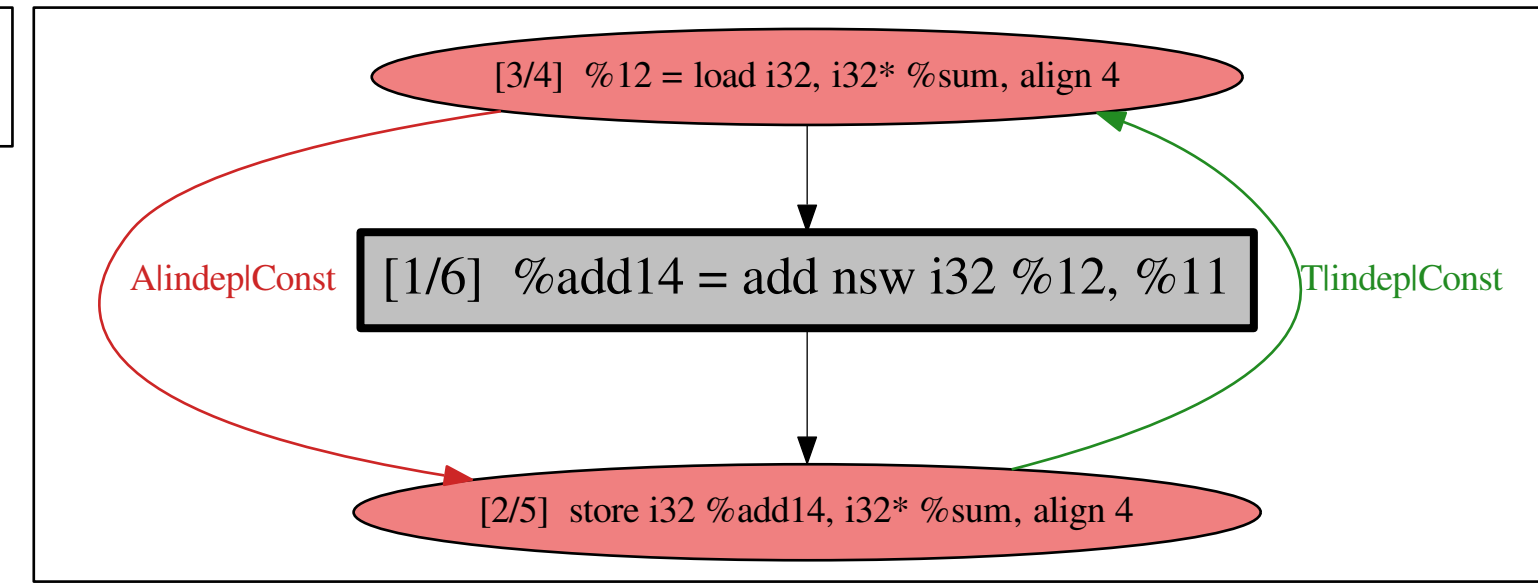 [3/4]  %12 = load i32, i32* %sum, align 4
A|indep|Const
[1/6]  %add14 = add nsw i32 %12, %11
T|indep|Const
[2/5]  store i32 %add14, i32* %sum, align 4